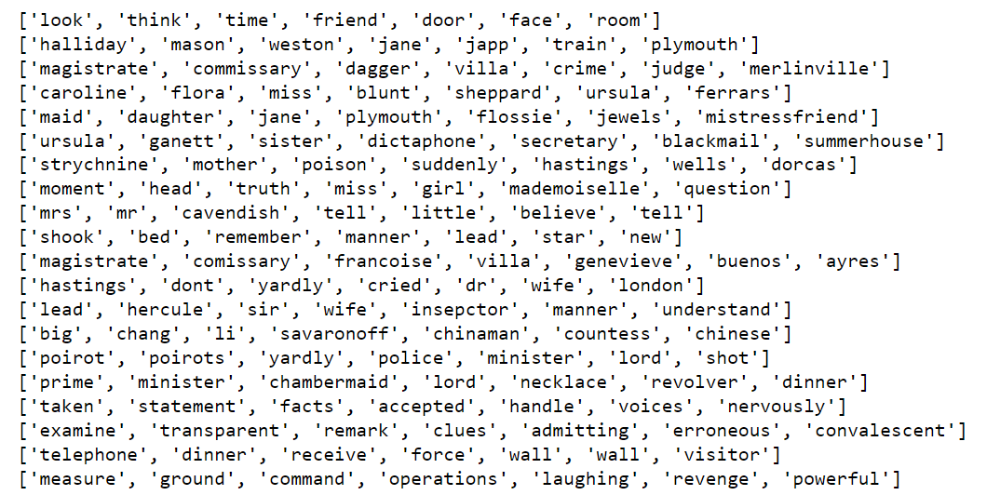 ['look', 'think', 'time', 'friend', 'door', 'face', 'room']
['halliday', 'mason', 'weston', 'jane', 'japp', 'train', 'plymouth']
['magistrate', 'commissary', 'dagger', 'villa', 'crime', 'judge', 'merlinville']
['caroline', 'flora', 'miss', 'blunt', 'sheppard', 'ursula', 'ferrars']
['maid', 'daughter', 'jane', 'plymouth', 'flossie', 'jewels', 'mistressfriend']
['ursula', 'ganett', 'sister', 'dictaphone', 'secretary', 'blackmail', 'summerhouse']
['strychnine', 'mother', 'poison', 'suddenly', 'hastings', 'wells', 'dorcas']
['moment', 'head', 'truth', 'miss', 'girl', 'mademoiselle', 'question']
['mrs', 'mr', 'cavendish', 'tell', 'little', 'believe', 'tell']
['shook', 'bed', 'remember', 'manner', 'lead', 'star', 'new']
['magistrate', 'comissary', 'francoise', 'villa', 'genevieve', 'buenos', 'ayres']
['hastings', 'dont', 'yardly', 'cried', 'dr', 'wife', 'london']
['lead', 'hercule', 'sir', 'wife', 'insepctor', 'manner', 'understand']
['big', 'chang', 'li', 'savaronoff', 'chinaman', 'countess', 'chinese']
['poirot', 'poirots', 'yardly', 'police', 'minister', 'lord', 'shot']
['prime', 'minister', 'chambermaid', 'lord', 'necklace', 'revolver', 'dinner']
['taken', 'statement', 'facts', 'accepted', 'handle', 'voices', 'nervously']
['examine', 'transparent', 'remark', 'clues', 'admitting', 'erroneous', 'convalescent']
['telephone', 'dinner', 'receive', 'force', 'wall', 'wall', 'visitor']
['measure', 'ground', 'command', 'operations', 'laughing', 'revenge', 'powerful']